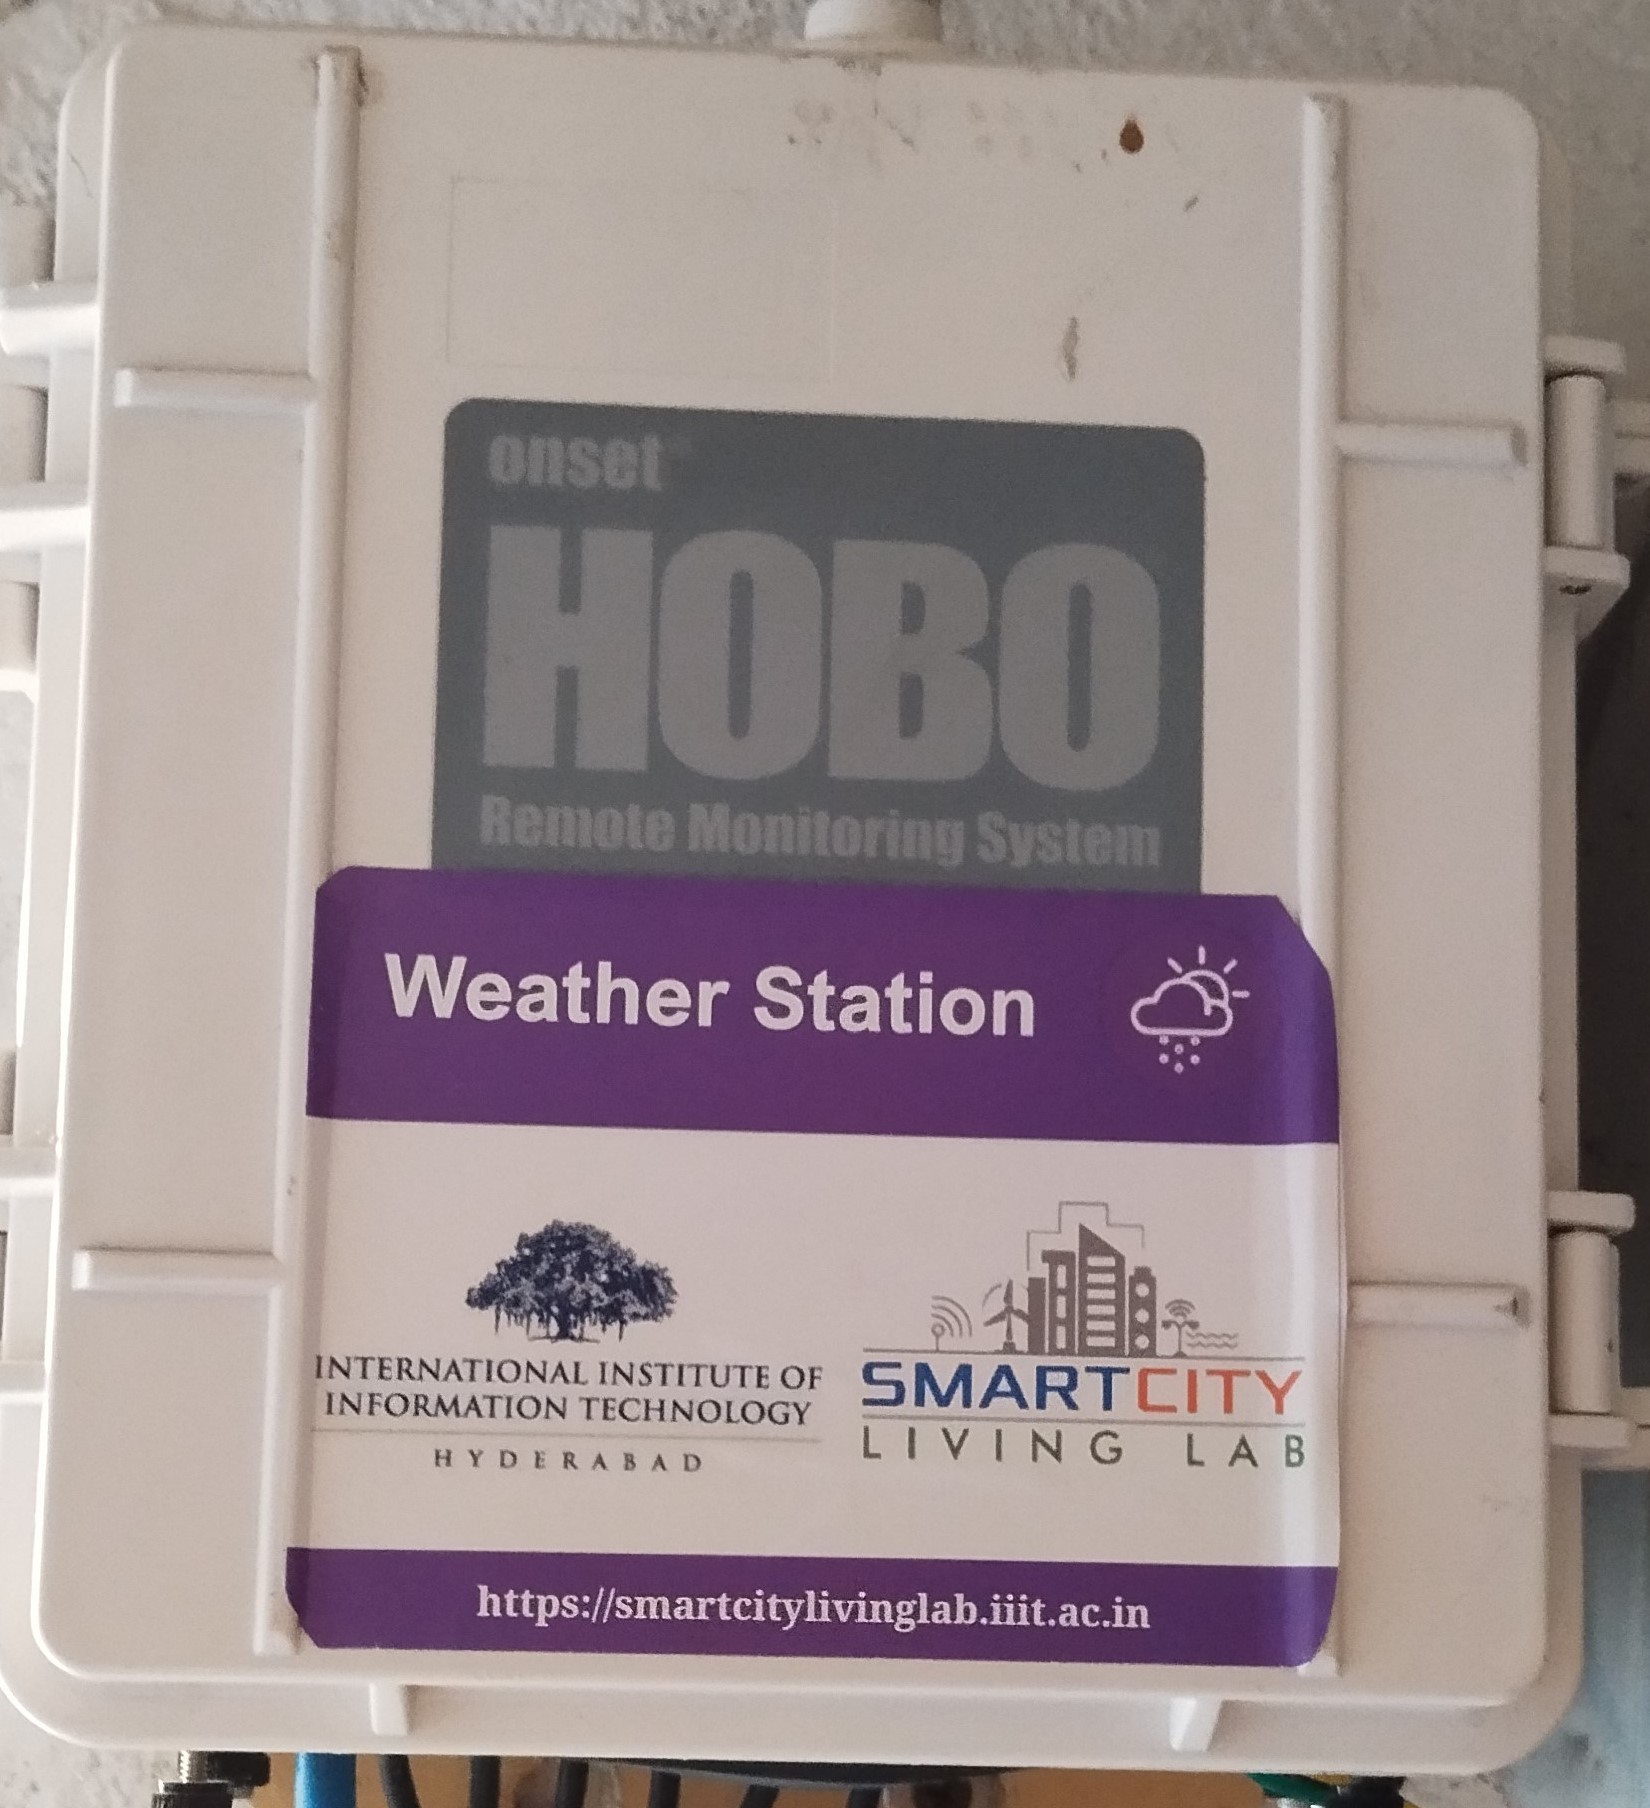 onset
HOBO
Remote Monitoring System
Weather Station
INTERNATIONAL INSTITUTE OF
INFORMATION TECHNOLOGY
HYDERABAD
SMARTCITY
LIVING LAB
https://smartcitylivinglab.iiit.ac.in